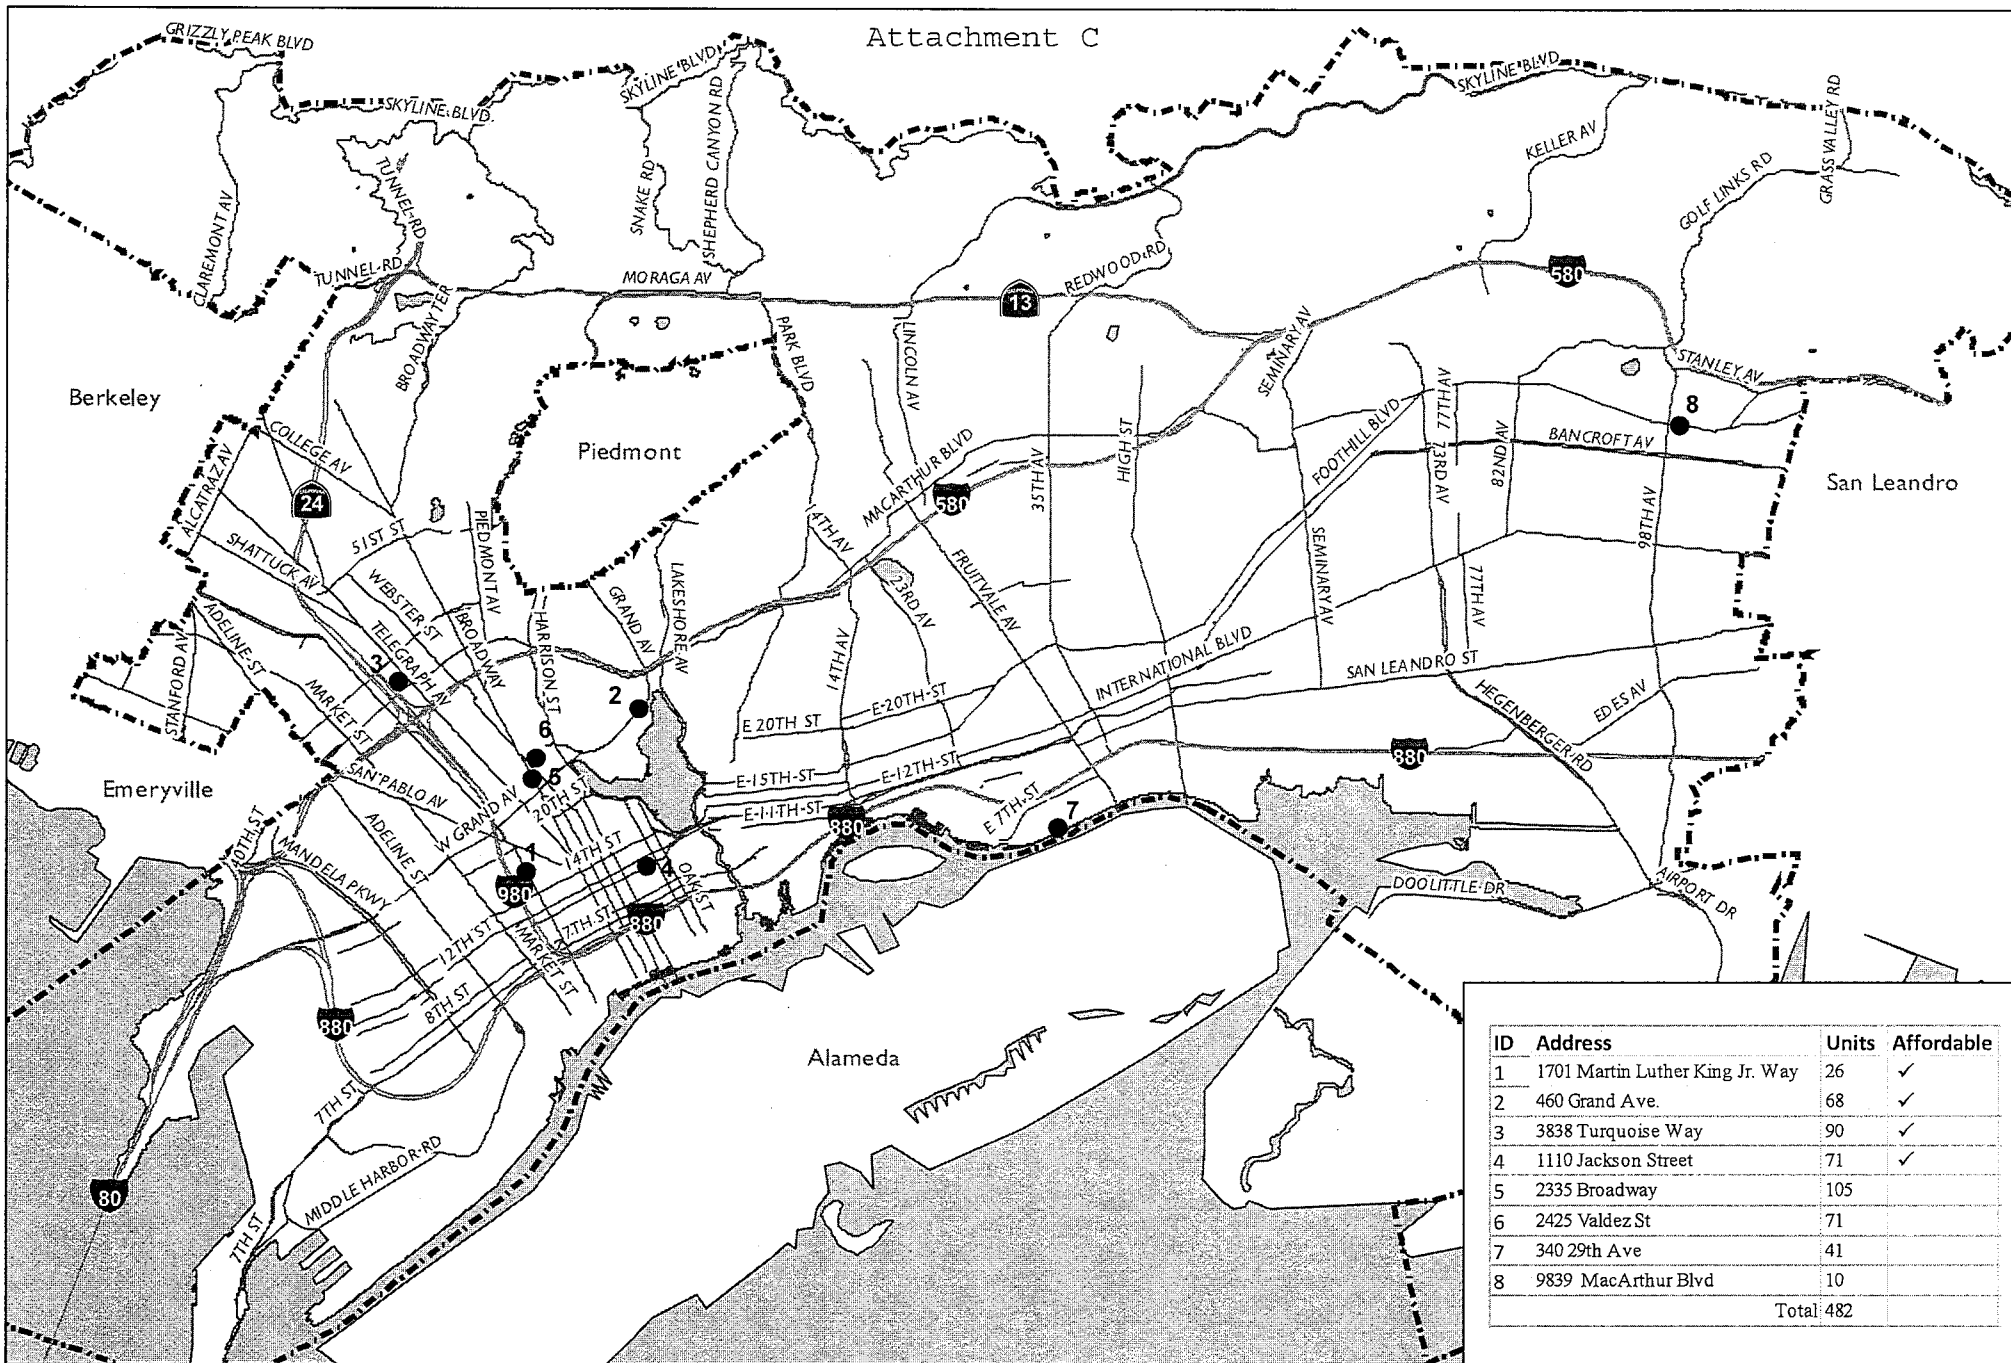 Attachment C
GRIZZLY PEAK BLVD
SKYLINE BLVD
SKYLINE BLVD
SKYLINE BLVD
CLAREMONT AV
TUNNEL RD
TUNNEL RD
SNAKE RD
SHEPHERD CANYON RD
KELLER AV
GOLF LINKS RD
GRASS VALLEY RD
BROADWAY TER
MORAGA AV
13
REDWOOD RD
580
PARK BLVD
LINCOLN AV
SEMINARY AV
STANLEY AV
Berkeley
Piedmont
San Leandro
COLLEGE AV
ALCATRAZ AV
24
MACARTHUR BLVD
580
35TH AV
HIGH ST
FOOTHILL BLVD
77TH AV
73RD AV
82ND AV
BANCROFT AV
8
98TH AV
SHATTUCK AV
51ST ST
PIEDMONT AV
14TH AV
FRUITVALE AV
SEMINARY AV
77TH AV
WEBSTER ST
TELEGRAPH AV
BROADWAY
HARRISON ST
GRAND AV
LAKESHORE AV
23RD AV
14TH AV
ADELINE ST
STANFORD AV
MARKET ST
3
2
6
5
E 20TH ST
E-20TH-ST
INTERNATIONAL BLVD
SAN LEANDRO ST
HEGENBERGER RD
EDES AV
880
Emeryville
SAN PABLO AV
W GRAND AV
20TH ST
E-15TH-ST
E-12TH-ST
E-11TH-ST
880
E 7TH-ST
7
40TH ST
MANDELA PKWY
ADELINE ST
14TH ST
1
980
4
OAK ST
12TH ST
7TH ST
880
MARKET ST
8TH ST
880
7TH ST
MIDDLE HARBOR-RD
7TH ST
80
Alameda
DOOLITTLE-DR
AIRPORT DR
ID Address Units Affordable
1 1701 Martin Luther King Jr. Way 26 ✓
2 460 Grand Ave. 68 ✓
3 3838 Turquoise Way 90 ✓
4 1110 Jackson Street 71 ✓
5 2335 Broadway 105
6 2425 Valdez St 71
7 340 29th Ave 41
8 9839 MacArthur Blvd 10
Total 482